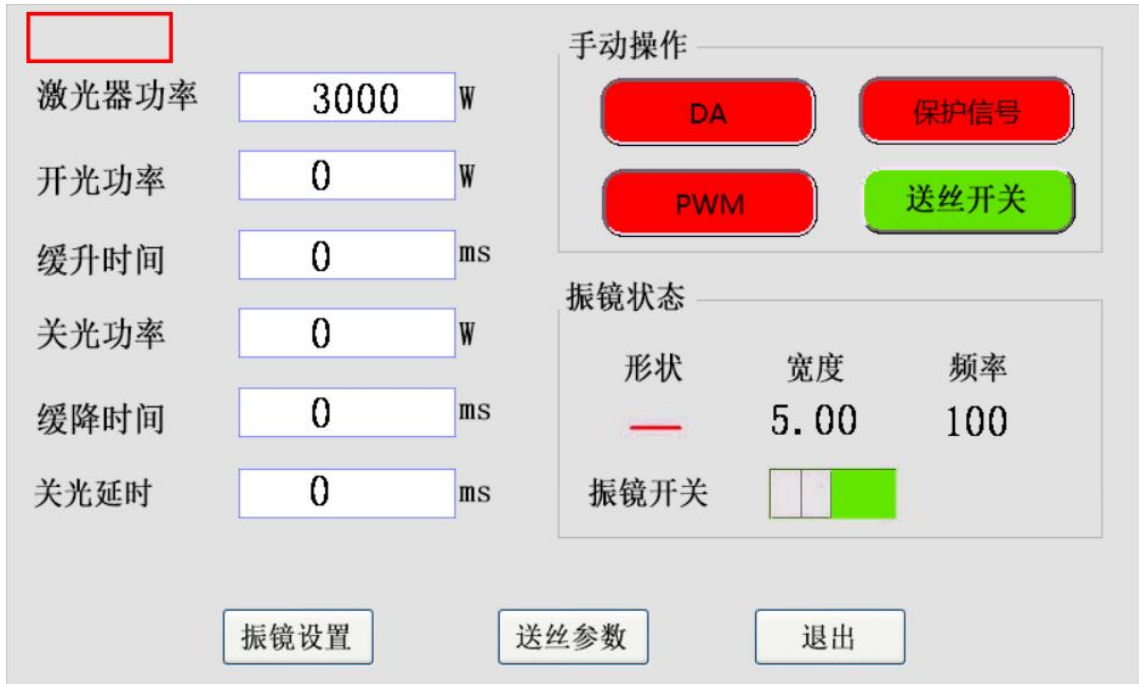 激光器功率 3000 W
开光功率 0 W
缓升时间 0 ms
关光功率 0 W
缓降时间 0 ms
关光延时 0 ms
手动操作
DA 保护信号
PWM 送丝开关
振镜状态
形状 宽度 频率
5.00 100
振镜开关
振镜设置 送丝参数 退出